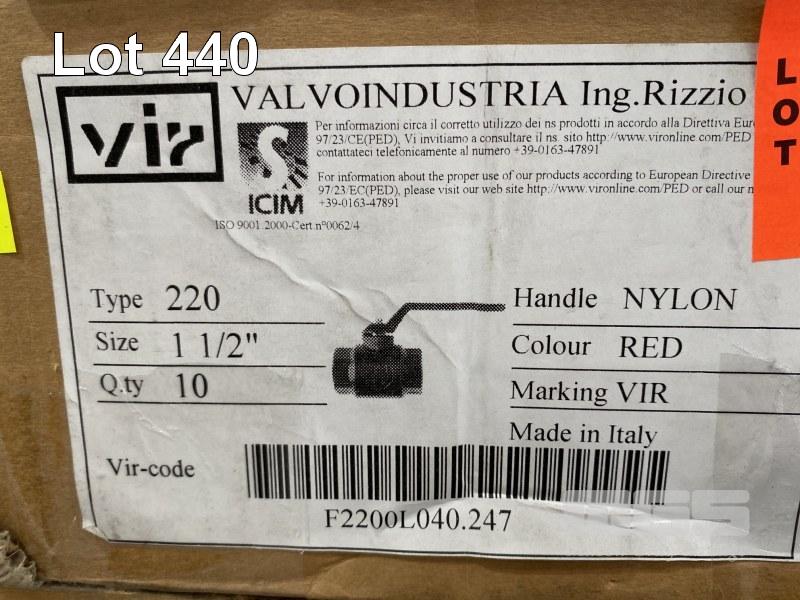 Lot 440
vir
VALVOINDUSTRIA Ing.Rizzio
Per informazioni circa il corretto utilizzo dei ns prodotti in accordo alla Direttiva Eur
97/23/CE(PED), Vi invitiamo a consultare il ns. sito http://www.vironline.com/PED
contattateci telefonicamente al numero +39-0163-47891
For information about the proper use of our products according to European Directive
97/23/EC(PED), please visit our web site http://www.vironline.com/PED or call our n
+39-0163-47891
ICIM
ISO 9001.2000-Cert.n°0062/4
LOT
Type 220
Size 1 1/2"
Q.ty 10
Handle NYLON
Colour RED
Marking VIR
Made in Italy
Vir-code
F2200L040.247